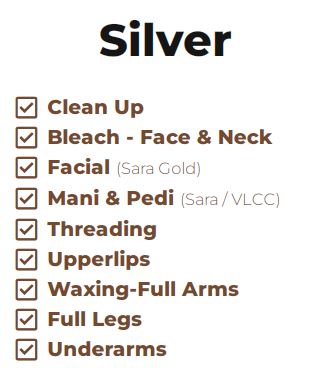 Silver
Clean Up
Bleach - Face & Neck
Facial (Sara Gold)
Mani & Pedi (Sara / VLCC)
Threading
Upperlips
Waxing-Full Arms
Full Legs
Underarms